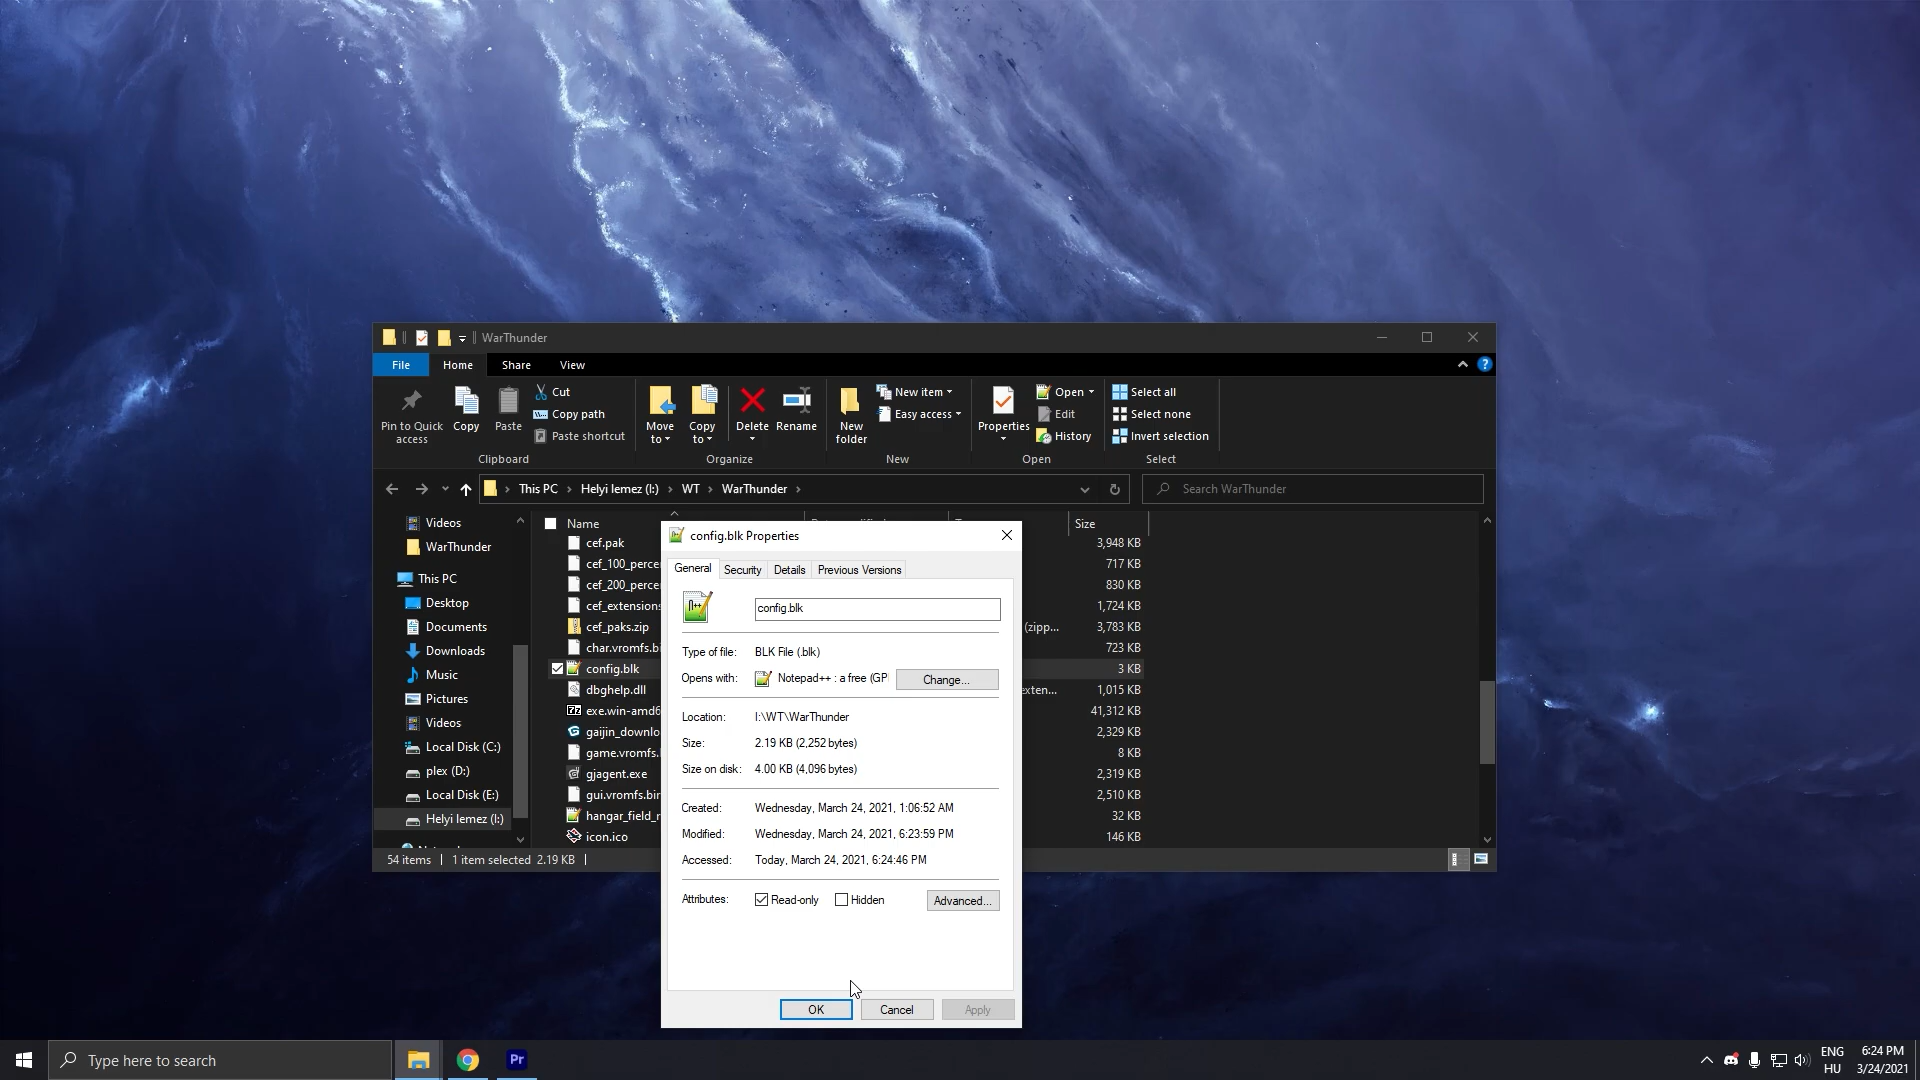 WarThunder
File Home Share View
Pin to Quick access
Copy
Paste
Cut
Copy path
Paste shortcut
Clipboard
Move to
Copy to
Delete
Rename
Organize
New folder
New item
Easy access
New
Properties
Open
Edit
History
Open
Select all
Select none
Invert selection
Select
This PC > Helyi lemez (I:) > WT > WarThunder >
Search WarThunder
Videos
WarThunder
This PC
Desktop
Documents
Downloads
Music
Pictures
Videos
Local Disk (C:)
plex (D:)
Local Disk (E:)
Helyi lemez (I:)
Name Size
cef.pak 3,948 KB
cef_100_perce 717 KB
cef_200_perce 830 KB
cef_extensions 1,724 KB
cef_paks.zip (zipp... 3,783 KB
char.vromfs.bi 723 KB
config.blk 3 KB
dbghelp.dll exten... 1,015 KB
exe.win-amd6 41,312 KB
gaijin_downlo 2,329 KB
game.vromfs. 8 KB
gjagent.exe 2,319 KB
gui.vromfs.bin 2,510 KB
hangar_field_r 32 KB
icon.ico 146 KB
54 items 1 item selected 2.19 KB
config.blk Properties
General Security Details Previous Versions
config.blk
Type of file: BLK File (.blk)
Opens with: Notepad++ : a free (GP Change...
Location: I:\WT\WarThunder
Size: 2.19 KB (2,252 bytes)
Size on disk: 4.00 KB (4,096 bytes)
Created: Wednesday, March 24, 2021, 1:06:52 AM
Modified: Wednesday, March 24, 2021, 6:23:59 PM
Accessed: Today, March 24, 2021, 6:24:46 PM
Attributes: Read-only Hidden Advanced...
OK Cancel Apply
Type here to search
Pr
ENG
HU
6:24 PM
3/24/2021